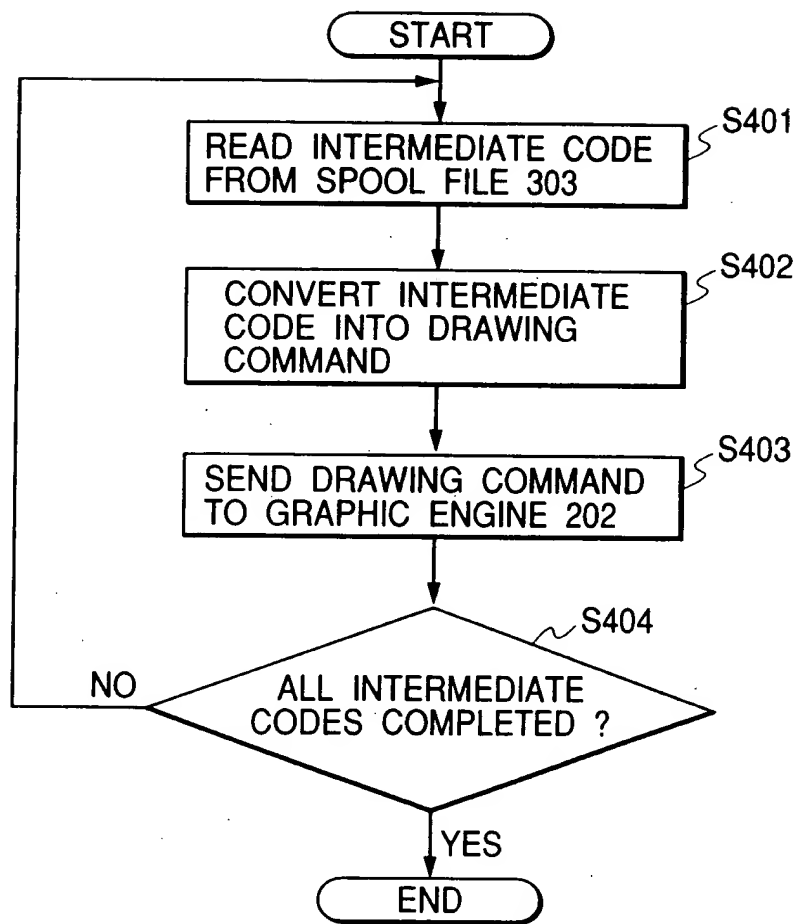 START
READ INTERMEDIATE CODE
FROM SPOOL FILE 303
S401
CONVERT INTERMEDIATE
CODE INTO DRAWING
COMMAND
S402
SEND DRAWING COMMAND
TO GRAPHIC ENGINE 202
S403
S404
ALL INTERMEDIATE
CODES COMPLETED ?
NO
YES
END